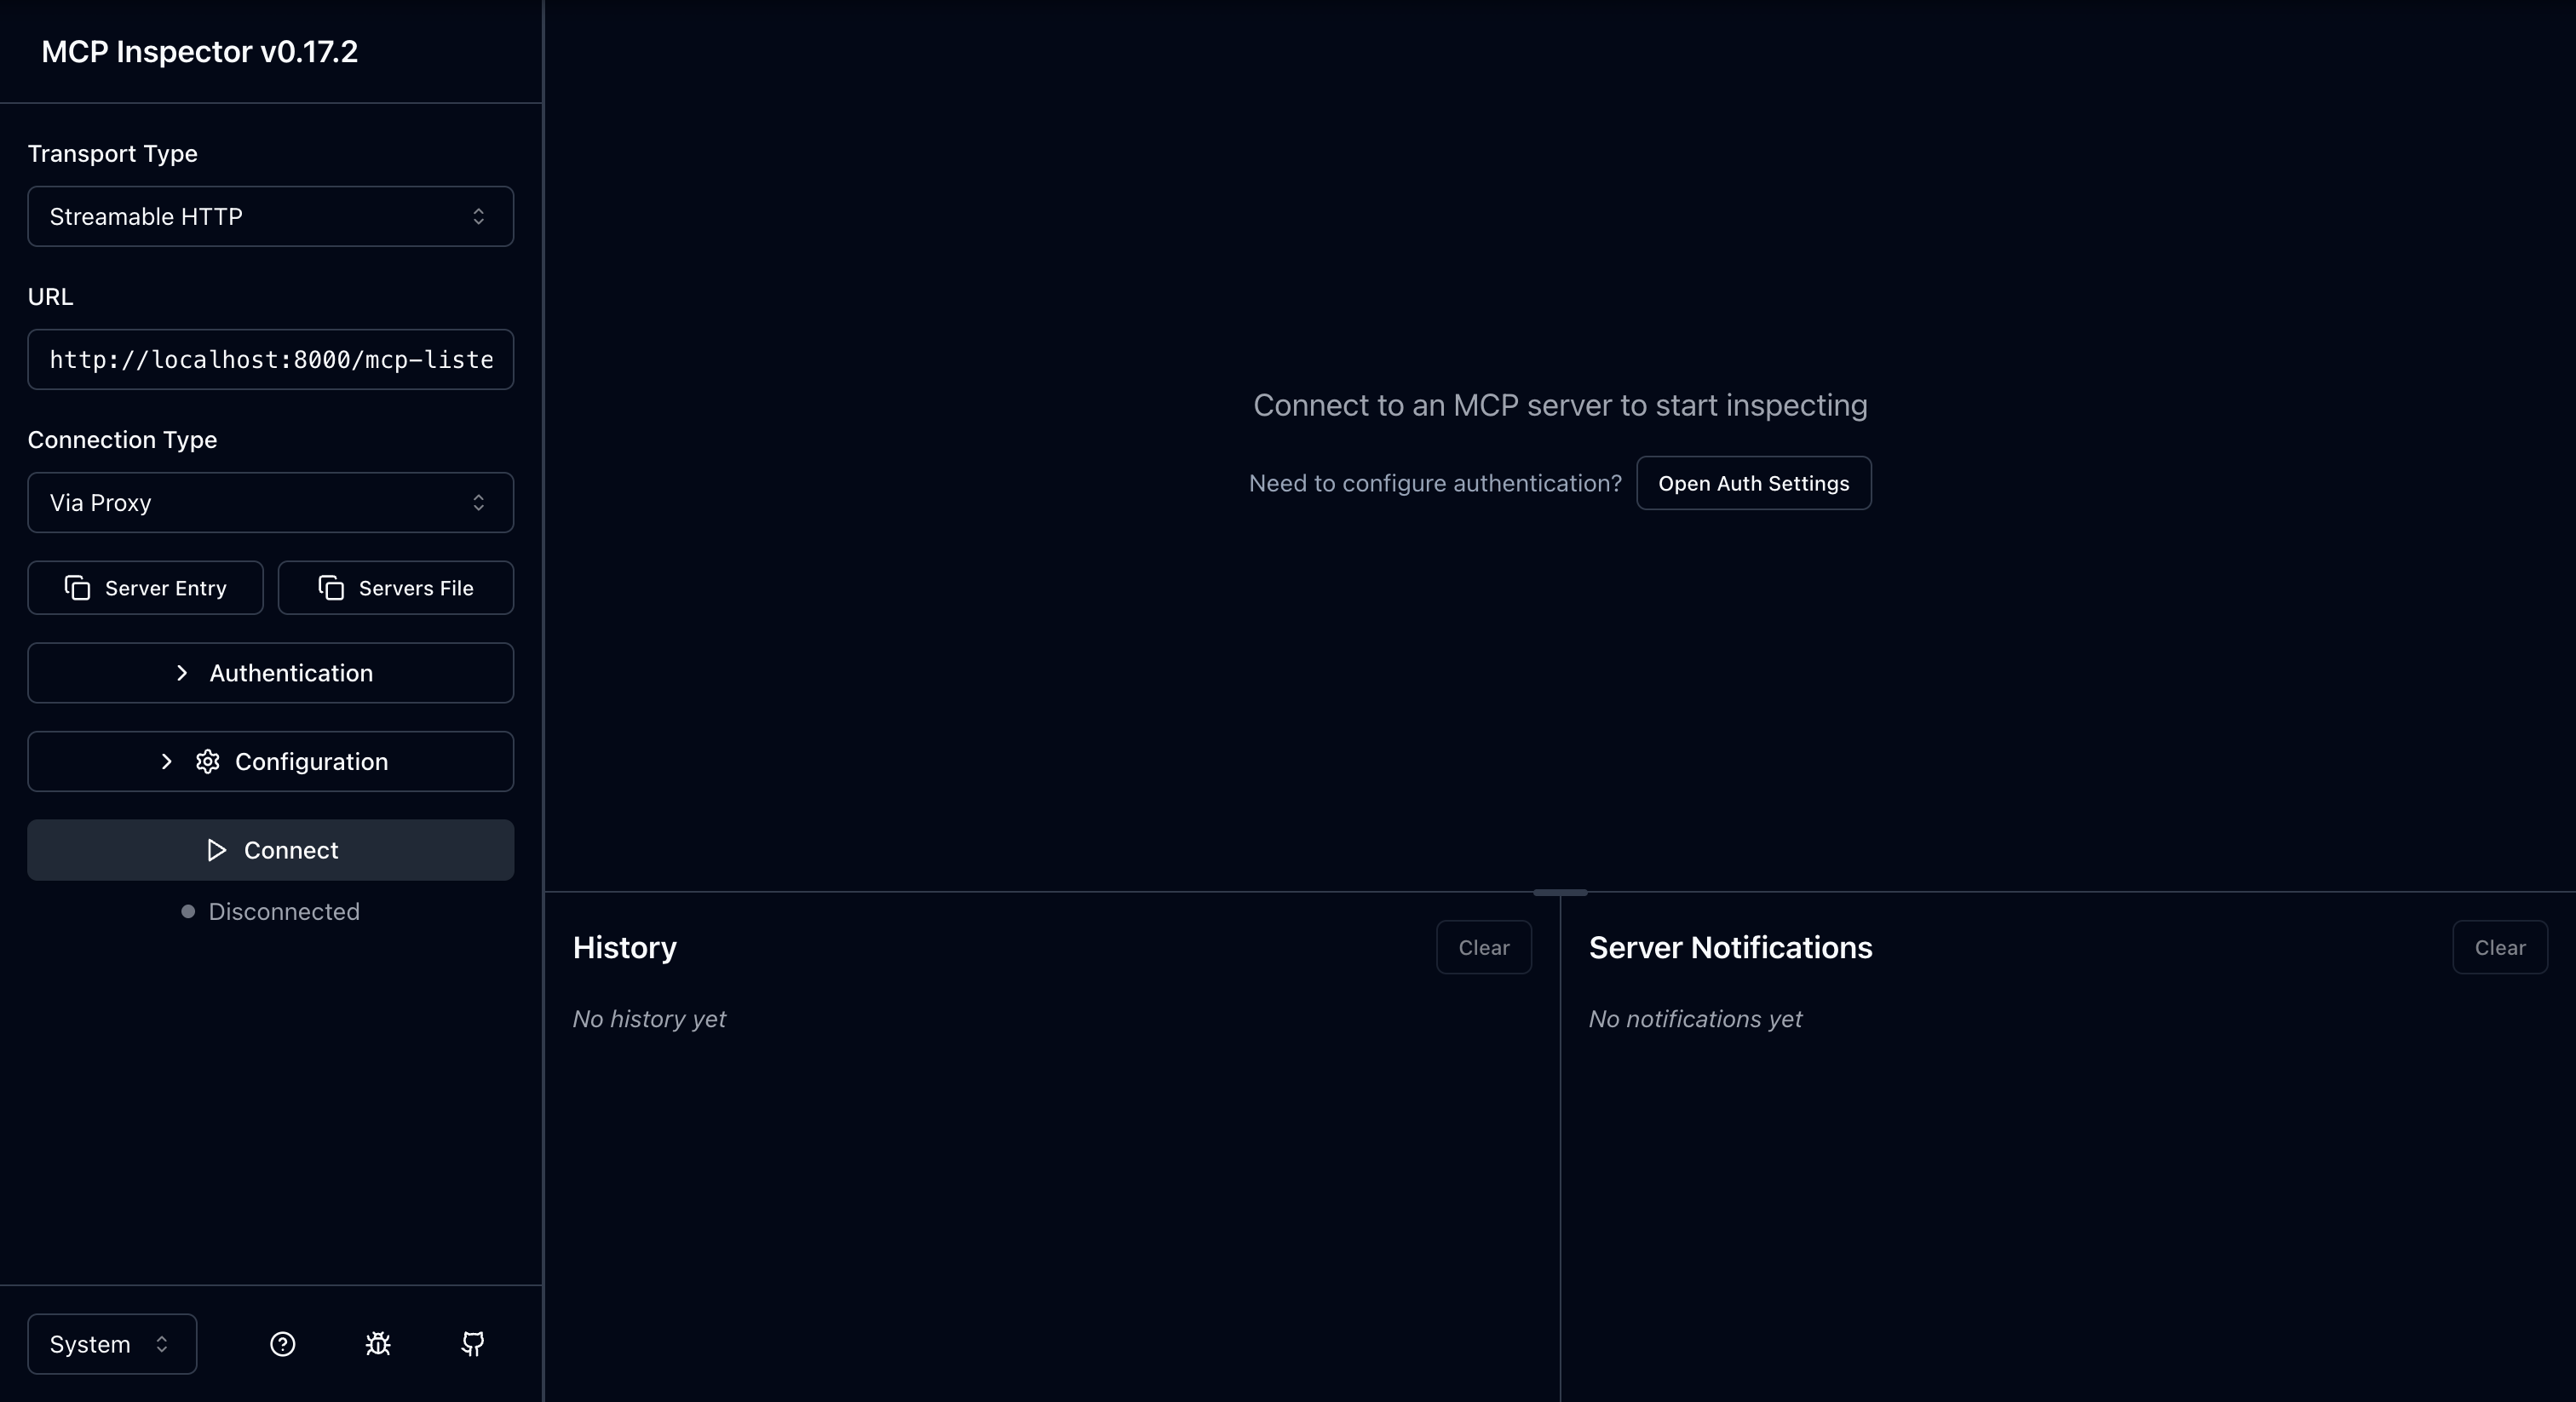 MCP Inspector v0.17.2
Transport Type
Streamable HTTP
URL
http://localhost:8000/mcp-liste
Connection Type
Via Proxy
Server Entry
Servers File
Authentication
Configuration
Connect
Disconnected
System
Connect to an MCP server to start inspecting
Need to configure authentication? Open Auth Settings
History
Clear
No history yet
Server Notifications
Clear
No notifications yet